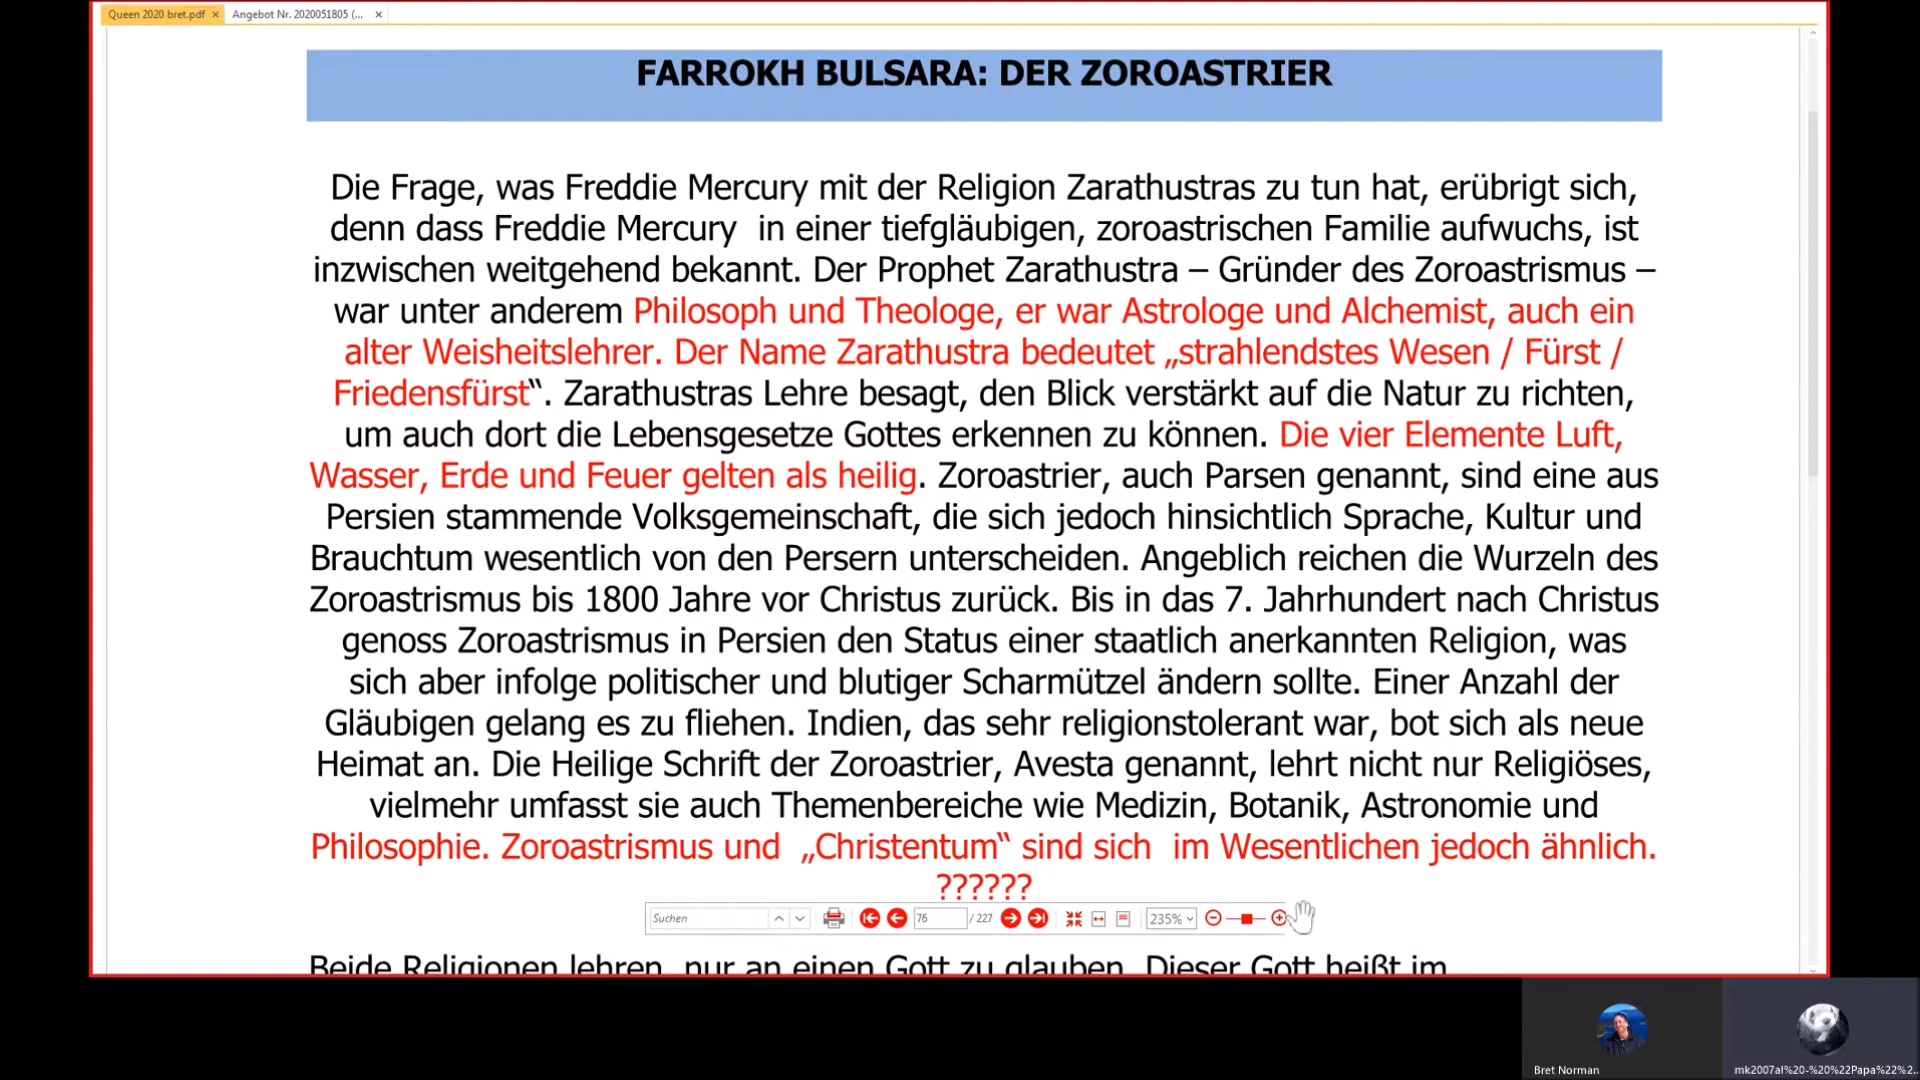 Queen 2020 bret.pdf ×
Angebot Nr. 2020051805 (... ×
FARROKH BULSARA: DER ZOROASTRIER
Die Frage, was Freddie Mercury mit der Religion Zarathustras zu tun hat, erübrigt sich,
denn dass Freddie Mercury in einer tiefgläubigen, zoroastrischen Familie aufwuchs, ist
inzwischen weitgehend bekannt. Der Prophet Zarathustra – Gründer des Zoroastrismus –
war unter anderem Philosoph und Theologe, er war Astrologe und Alchemist, auch ein
alter Weisheitslehrer. Der Name Zarathustra bedeutet „strahlendstes Wesen / Fürst /
Friedensfürst“. Zarathustras Lehre besagt, den Blick verstärkt auf die Natur zu richten,
um auch dort die Lebensgesetze Gottes erkennen zu können. Die vier Elemente Luft,
Wasser, Erde und Feuer gelten als heilig. Zoroastrier, auch Parsen genannt, sind eine aus
Persien stammende Volksgemeinschaft, die sich jedoch hinsichtlich Sprache, Kultur und
Brauchtum wesentlich von den Persern unterscheiden. Angeblich reichen die Wurzeln des
Zoroastrismus bis 1800 Jahre vor Christus zurück. Bis in das 7. Jahrhundert nach Christus
genoss Zoroastrismus in Persien den Status einer staatlich anerkannten Religion, was
sich aber infolge politischer und blutiger Scharmützel ändern sollte. Einer Anzahl der
Gläubigen gelang es zu fliehen. Indien, das sehr religionstolerant war, bot sich als neue
Heimat an. Die Heilige Schrift der Zoroastrier, Avesta genannt, lehrt nicht nur Religiöses,
vielmehr umfasst sie auch Themenbereiche wie Medizin, Botanik, Astronomie und
Philosophie. Zoroastrismus und „Christentum“ sind sich im Wesentlichen jedoch ähnlich.
??????
Suchen
76 / 227
235%
Beide Religionen lehren, nur an einen Gott zu glauben. Dieser Gott heißt im
Bret Norman
mk2007al%20-%20%22Papa%22%2...